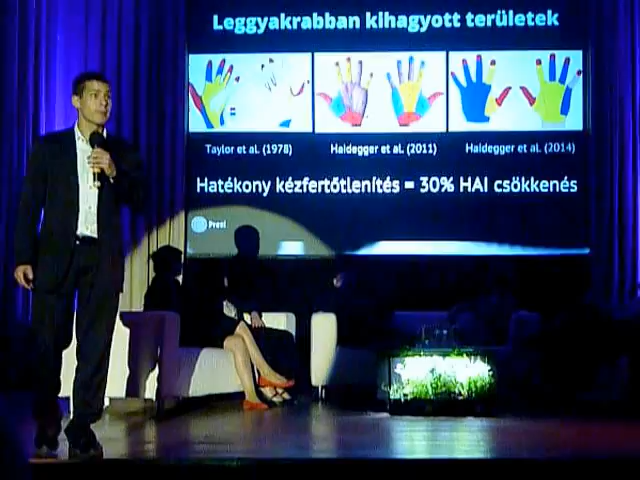 Leggyakrabban kihagyott területek
Taylor et al. (1978)
Haidegger et al. (2011)
Haidegger et al. (2014)
Hatékony kézfertőtlenítés = 30% HAI csökkenés
Prezi